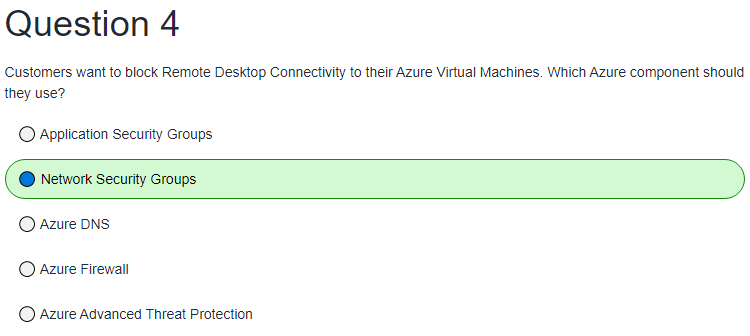 Question 4
Customers want to block Remote Desktop Connectivity to their Azure Virtual Machines. Which Azure component should
they use?
Application Security Groups
Network Security Groups
Azure DNS
Azure Firewall
Azure Advanced Threat Protection